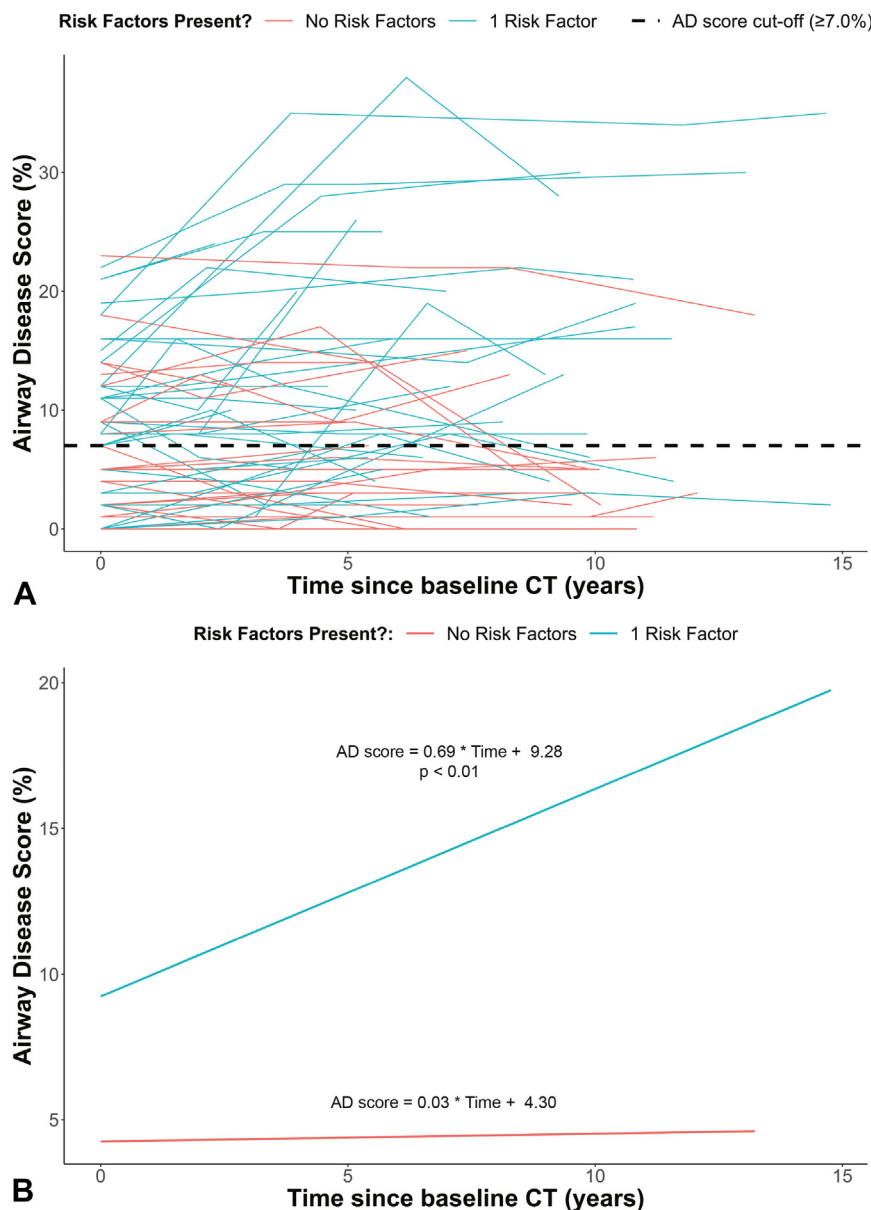 Risk Factors Present? No Risk Factors 1 Risk Factor AD score cut-off (≥7.0%)
Airway Disease Score (%)
30
20
10
0
0 5 10 15
Time since baseline CT (years)
A
Risk Factors Present?: No Risk Factors 1 Risk Factor
Airway Disease Score (%)
20
15
10
5
AD score = 0.69 * Time + 9.28
p < 0.01
AD score = 0.03 * Time + 4.30
0 5 10 15
Time since baseline CT (years)
B